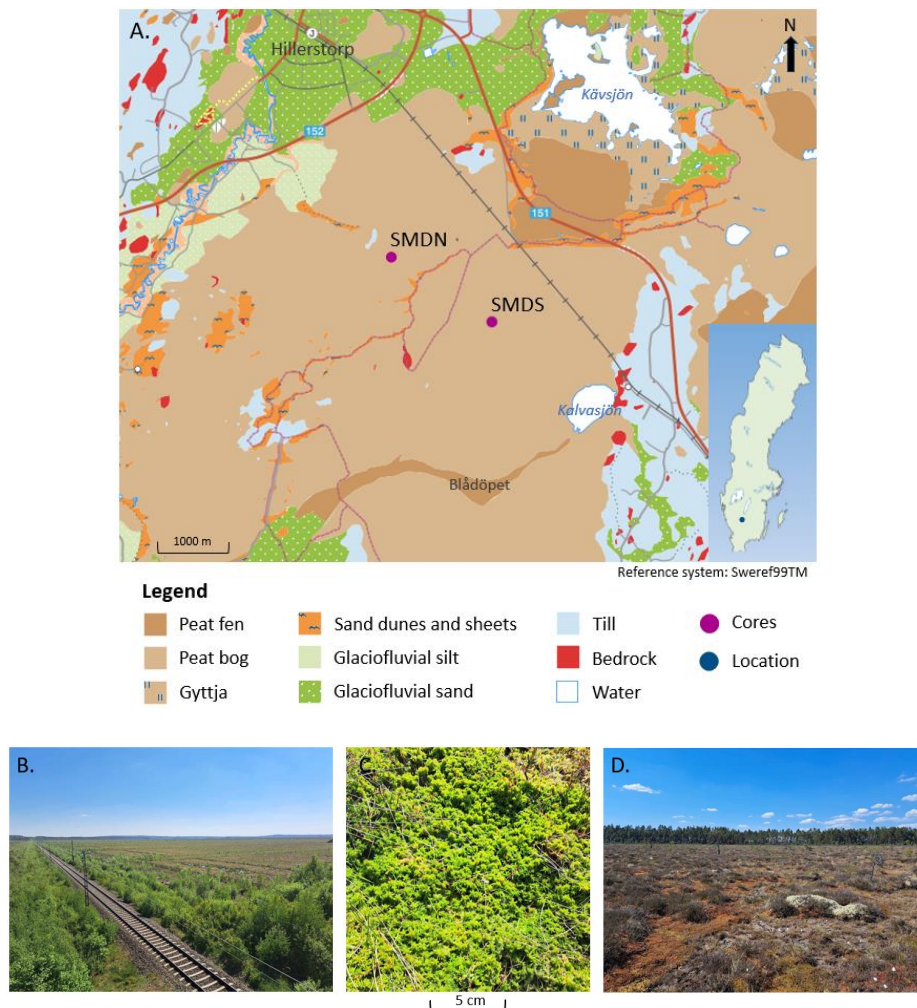 A.
N
Hillerstorp
Kävsjön
152
151
SMDN
SMDS
Kalvasjön
Blådöpet
1000 m
Reference system: Sweref99TM
Legend
Peat fen
Sand dunes and sheets
Till
Cores
Peat bog
Glaciofluvial silt
Bedrock
Location
Gyttja
Glaciofluvial sand
Water
B.
C.
D.
5 cm